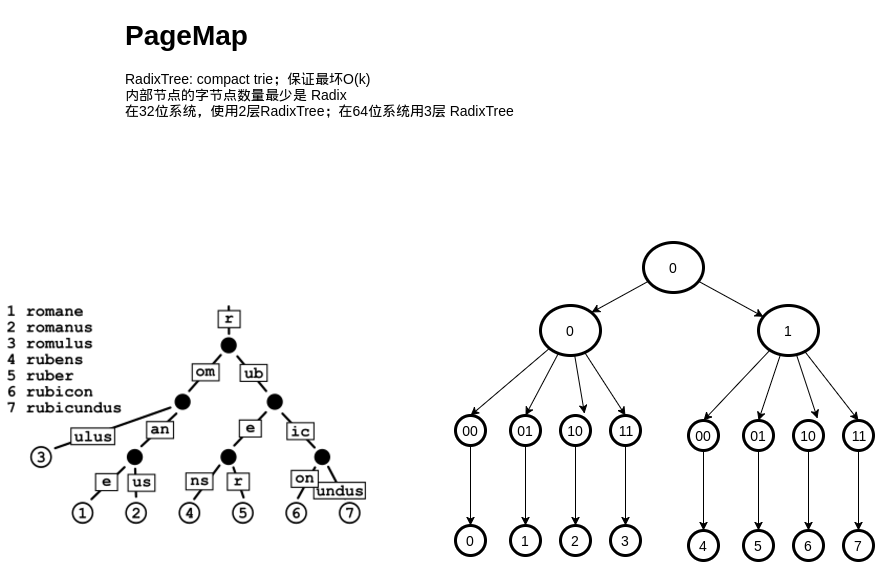 PageMap
RadixTree: compact trie；保证最坏O(k)
内部节点的字节点数量最少是 Radix
在32位系统，使用2层RadixTree；在64位系统用3层 RadixTree
1 romane
2 romanus
3 romulus
4 rubens
5 ruber
6 rubicon
7 rubicundus
r
om
ub
ulus
an
e
ic
3
e
us
ns
r
on
undus
1
2
4
5
6
7
0
0
1
00
01
10
11
00
01
10
11
0
1
2
3
4
5
6
7